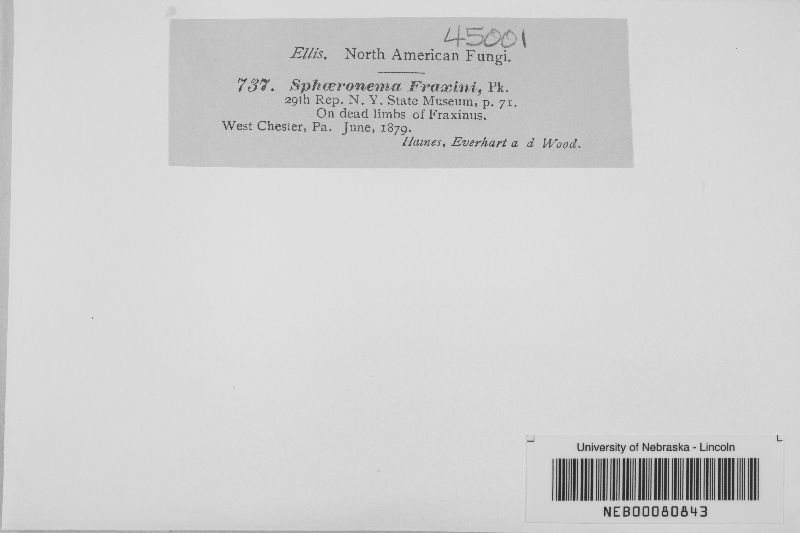 45001
Ellis. North American Fungi.
737. Sphæronema Fraxini, Pk.
29th Rep. N. Y. State Museum, p. 71.
On dead limbs of Fraxinus.
West Chester, Pa. June, 1879.
Haines, Everhart a d Wood.
University of Nebraska - Lincoln
NEB00080843